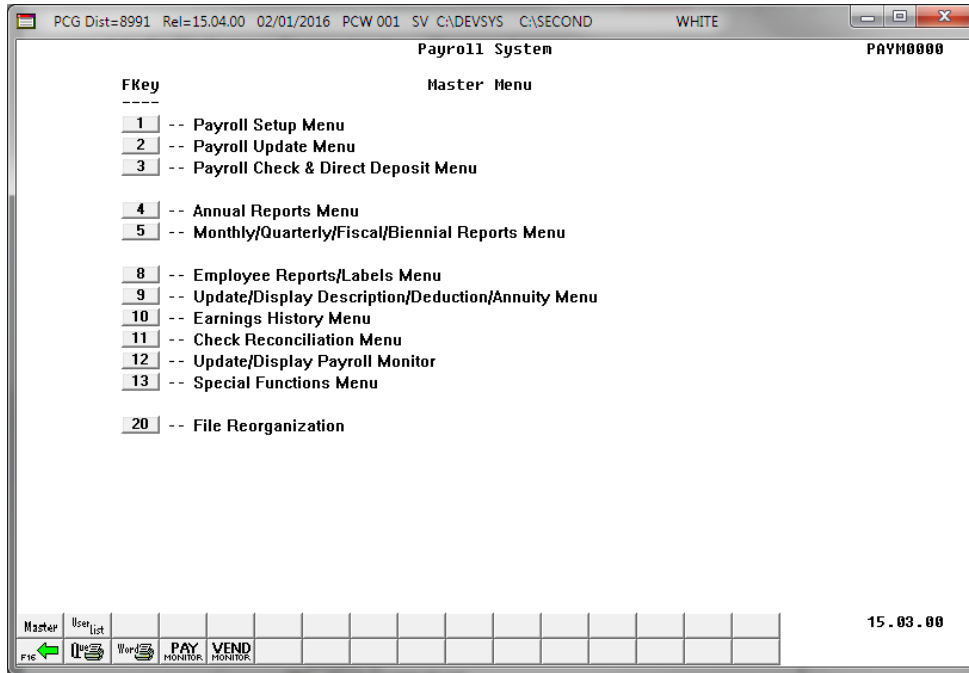 PCG Dist=8991 Rel=15.04.00 02/01/2016 PCW 001 SV C:\DEVSYS C:\SECOND WHITE
Payroll System PAYM0000
FKey Master Menu
----
1 -- Payroll Setup Menu
2 -- Payroll Update Menu
3 -- Payroll Check & Direct Deposit Menu
4 -- Annual Reports Menu
5 -- Monthly/Quarterly/Fiscal/Biennial Reports Menu
8 -- Employee Reports/Labels Menu
9 -- Update/Display Description/Deduction/Annuity Menu
10 -- Earnings History Menu
11 -- Check Reconciliation Menu
12 -- Update/Display Payroll Monitor
13 -- Special Functions Menu
20 -- File Reorganization
Master User List 15.03.00
F16 Que Word PAY MONITOR VEND MONITOR